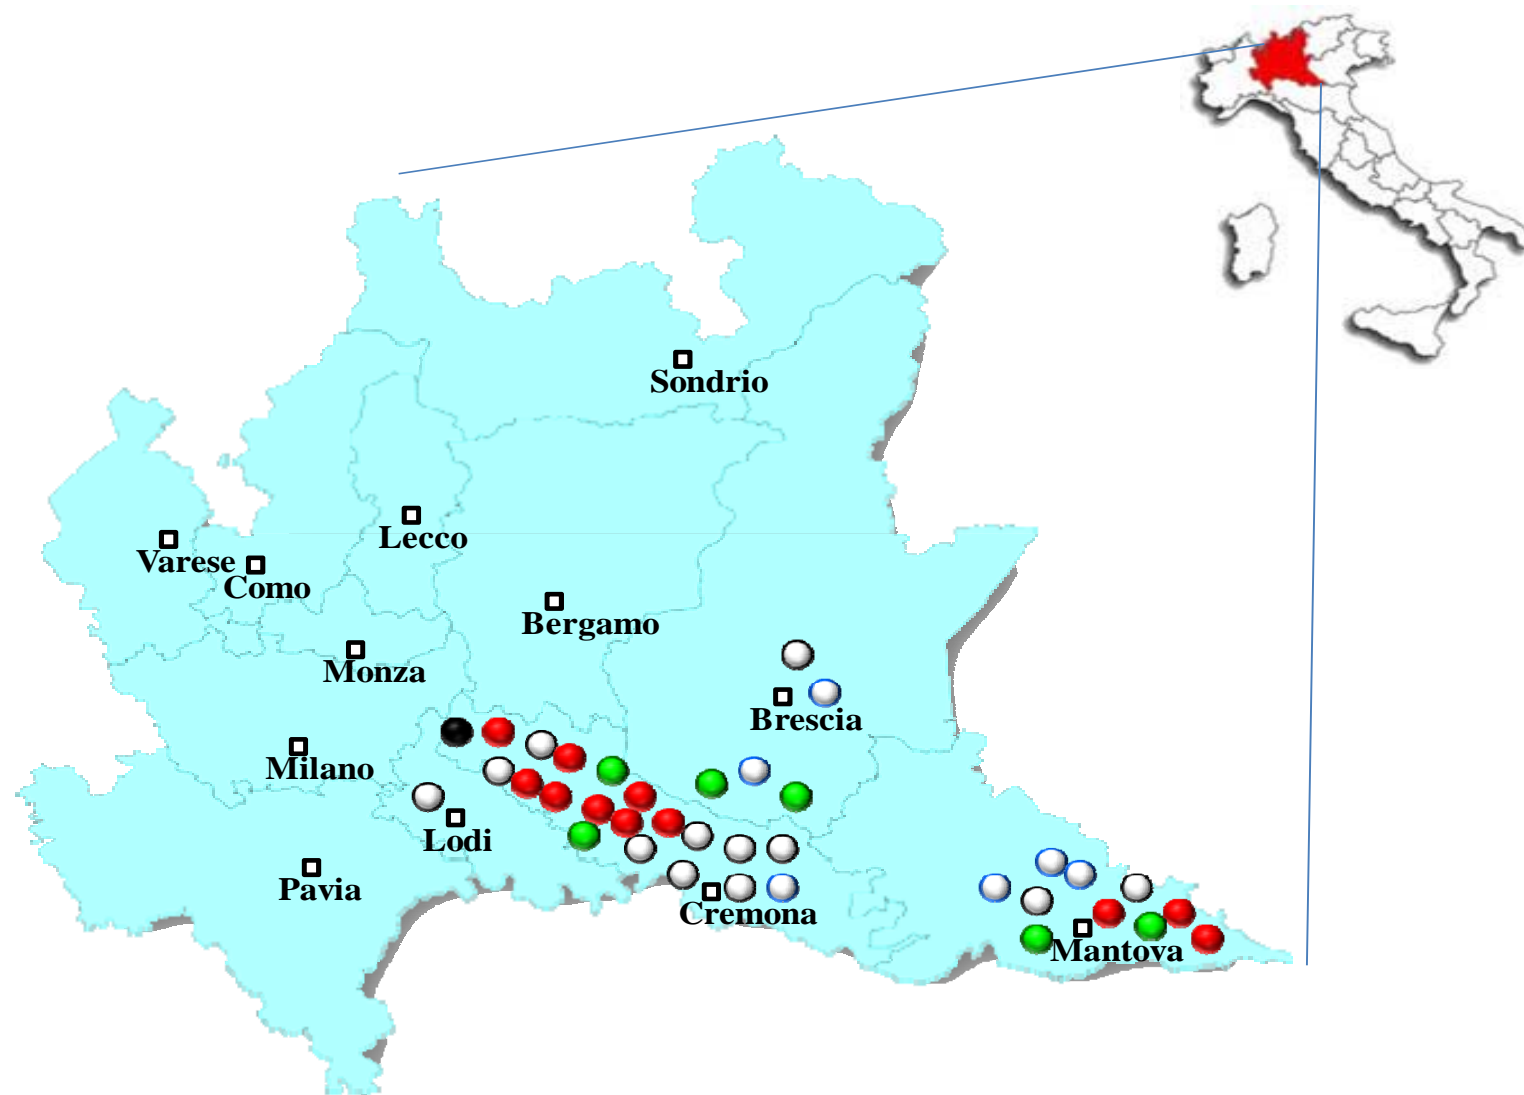 Sondrio
Lecco
Varese
Como
Bergamo
Monza
Brescia
Milano
Lodi
Pavia
Cremona
Mantova